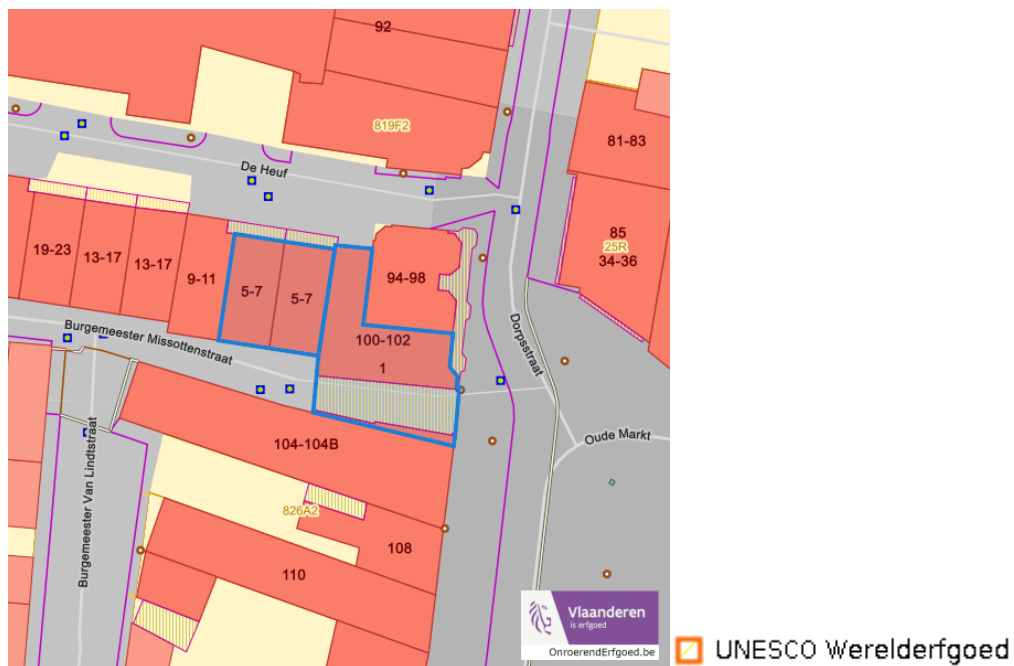 92
819F2
81-83
De Heuf
85
25R
34-36
19-23
13-17
13-17
9-11
5-7
5-7
94-98
100-102
1
Burgemeester Missottenstraat
Dorpsstraat
104-104B
Oude Markt
Burgemeester Van Lindtstraat
826A2
108
110
Vlaanderen
is erfgoed
OnroerendErfgoed.be
UNESCO Werelderfgoed